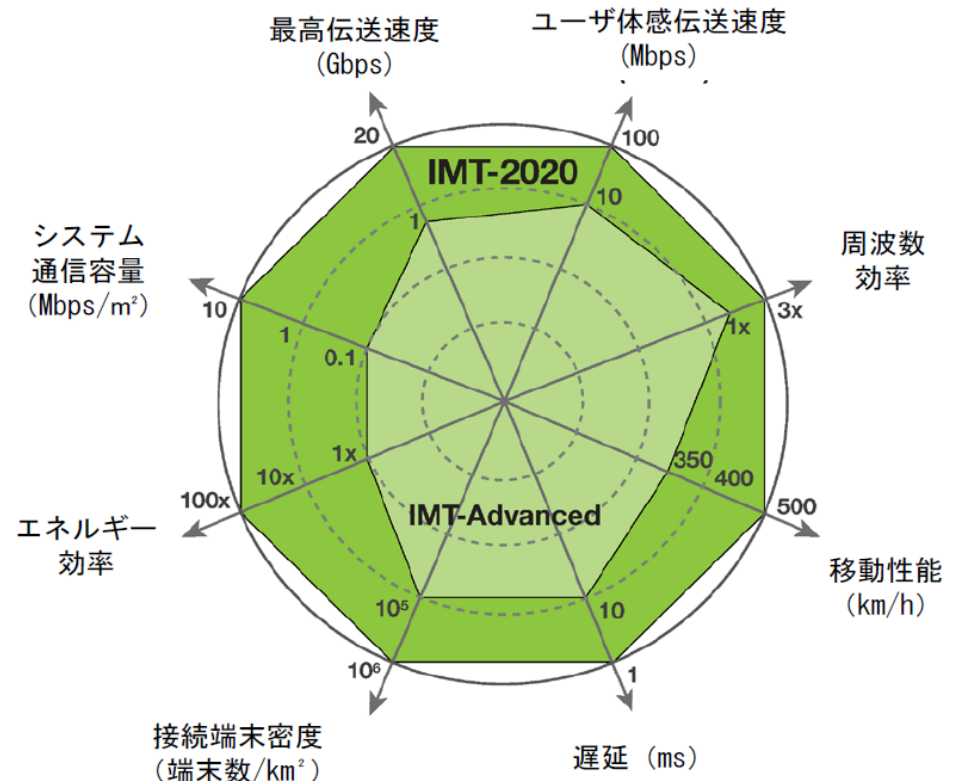 最高伝送速度
(Gbps)
ユーザ体感伝送速度
(Mbps)
20
100
IMT-2020
1
10
システム
通信容量
(Mbps/㎡)
周波数
効率
10
1
0.1
1x
3x
1x
10x
100x
350
400
500
エネルギー
効率
IMT-Advanced
移動性能
(km/h)
10⁵
10
10⁶
1
接続端末密度
(端末数/km²)
遅延 (ms)